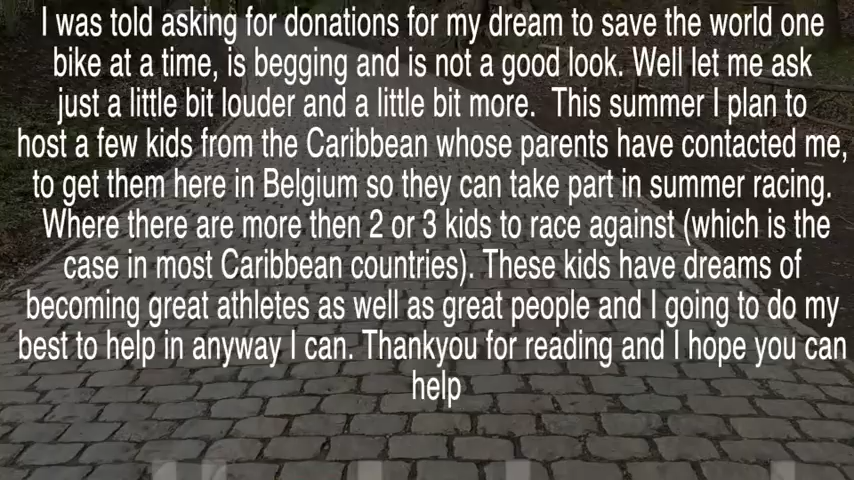 I was told asking for donations for my dream to save the world one
bike at a time, is begging and is not a good look. Well let me ask
just a little bit louder and a little bit more.  This summer I plan to
host a few kids from the Caribbean whose parents have contacted me,
to get them here in Belgium so they can take part in summer racing.
Where there are more then 2 or 3 kids to race against (which is the
case in most Caribbean countries). These kids have dreams of
becoming great athletes as well as great people and I going to do my
best to help in anyway I can. Thankyou for reading and I hope you can
help